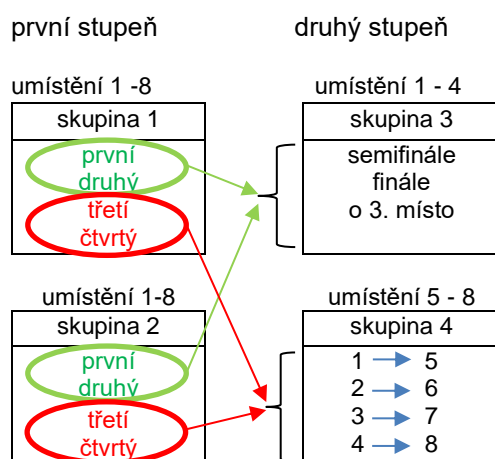 první stupeň
druhý stupeň
umístění 1 -8
umístění 1 - 4
skupina 1
první
druhý
třetí
čtvrtý
skupina 3
semifinále
finále
o 3. místo
umístění 1-8
umístění 5 - 8
skupina 2
první
druhý
třetí
čtvrtý
skupina 4
1 5
2 6
3 7
4 8